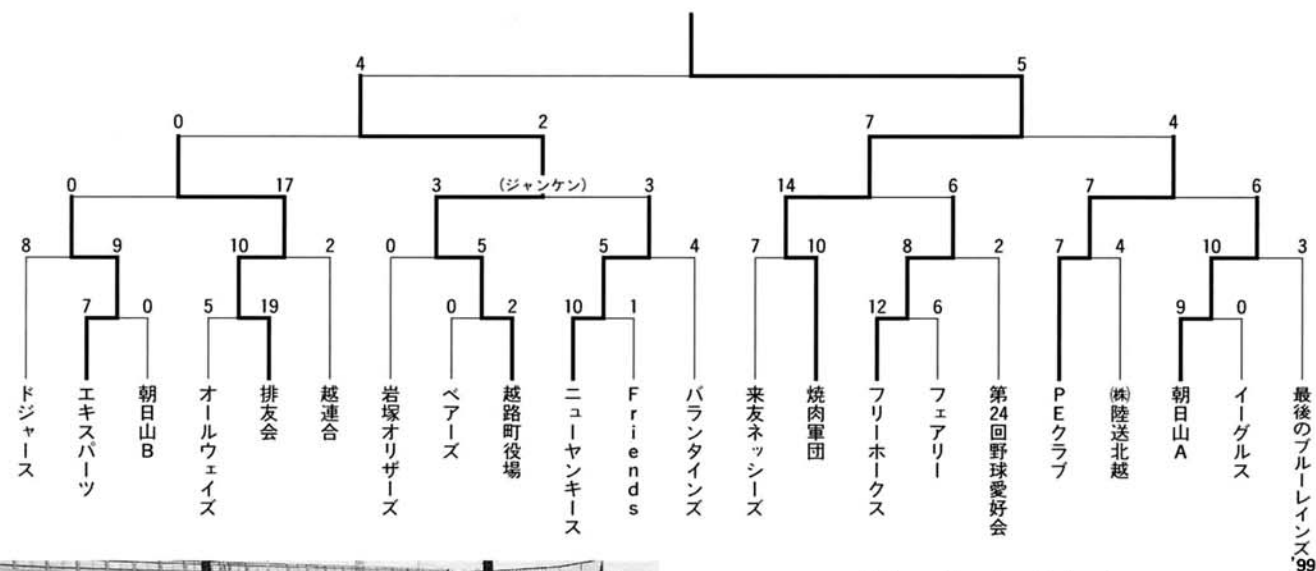 4 5
0 2 7 4
0 17 3 (ジャンケン) 3 14 6 7 6
8 9 10 2 0 5 5 4 7 10 8 2 7 4 10 3
7 0 5 19 0 2 10 1 12 6 9 0
ドジャース
エキスパーツ
朝日山B
オールウェイズ
排友会
越連合
岩塚オリザーズ
ベアーズ
越路町役場
ニューヤンキース
Friends
バランタインズ
来友ネッシーズ
焼肉軍団
フリーホークス
フェアリー
第24回野球愛好会
PEクラブ
㈱陸送北越
朝日山A
イーグルス
最後のブルーレインズ'99